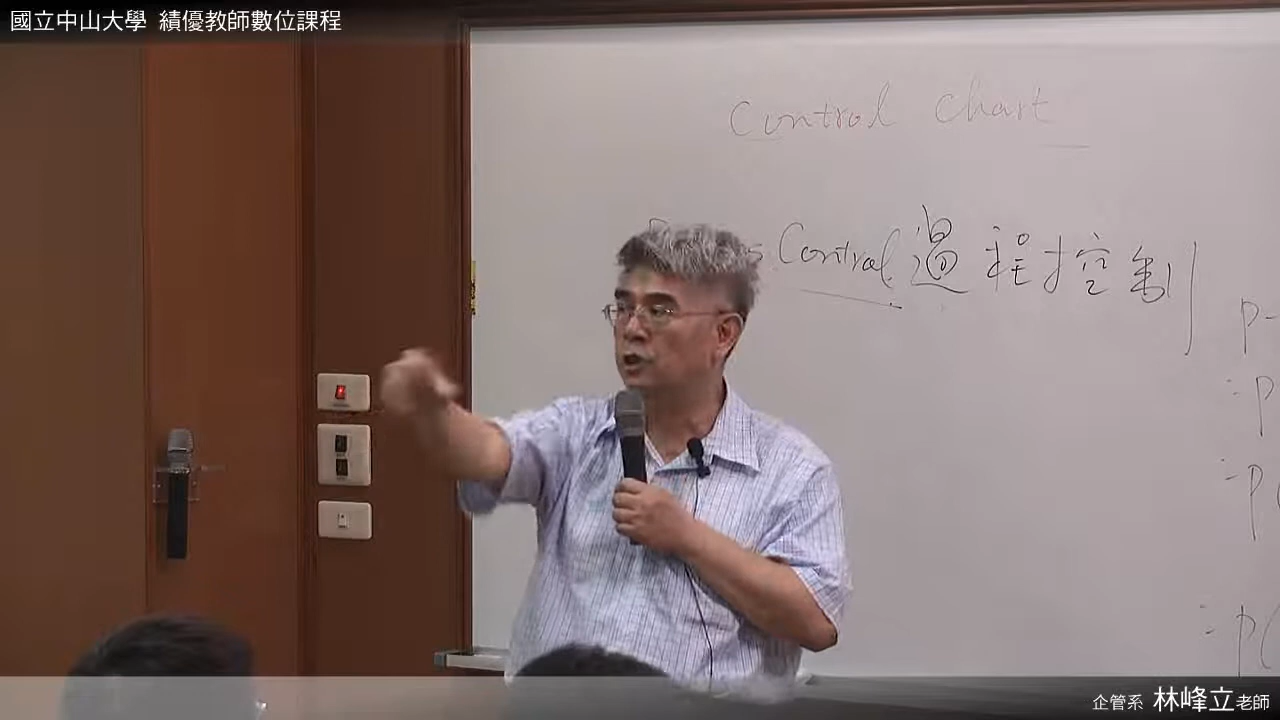 國立中山大學 績優教師數位課程
Control Chart
s Control 過程控制
P-
:P
:P(
:P(
企管系 林峰立老師